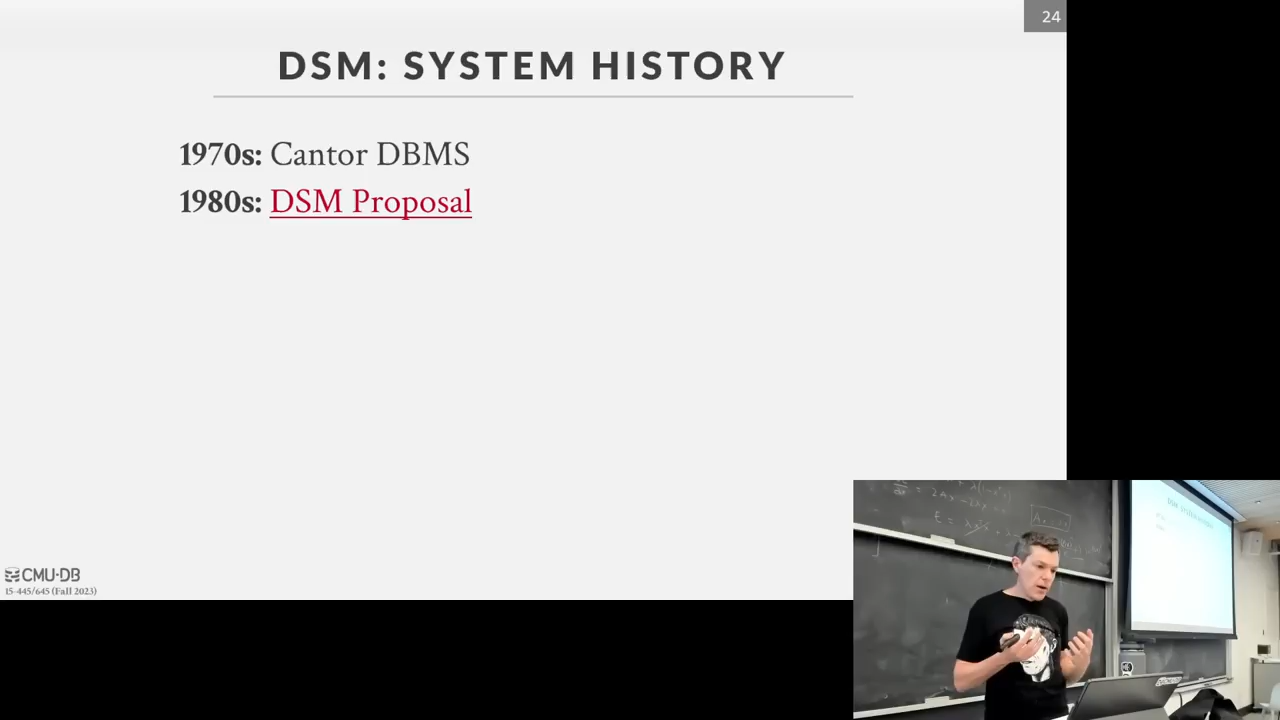 24
DSM: SYSTEM HISTORY
1970s: Cantor DBMS
1980s: DSM Proposal
CMU·DB
15-445/645 (Fall 2023)